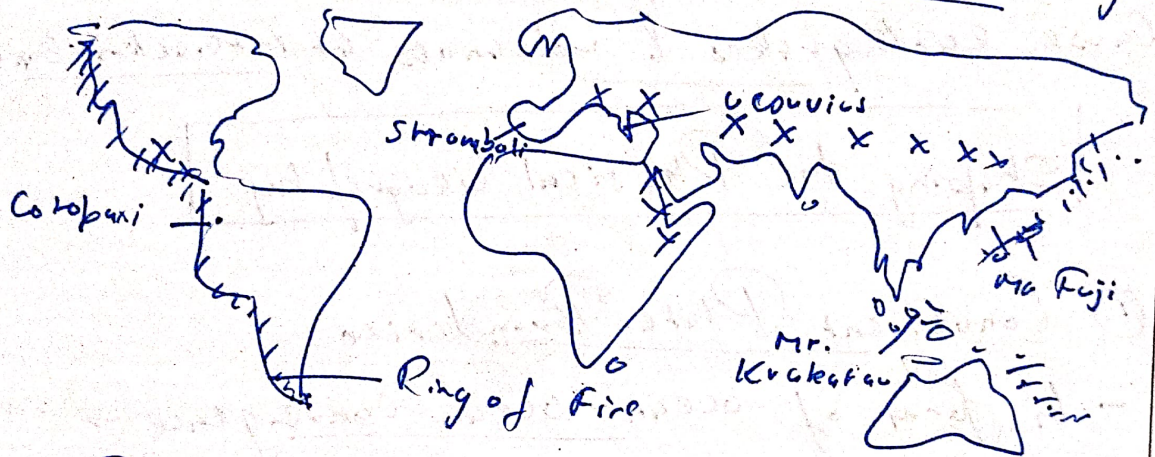 Stromboli
Vesuvius
Cotopaxi
Mt Fuji
Mt.
Krakatau
Ring of Fire